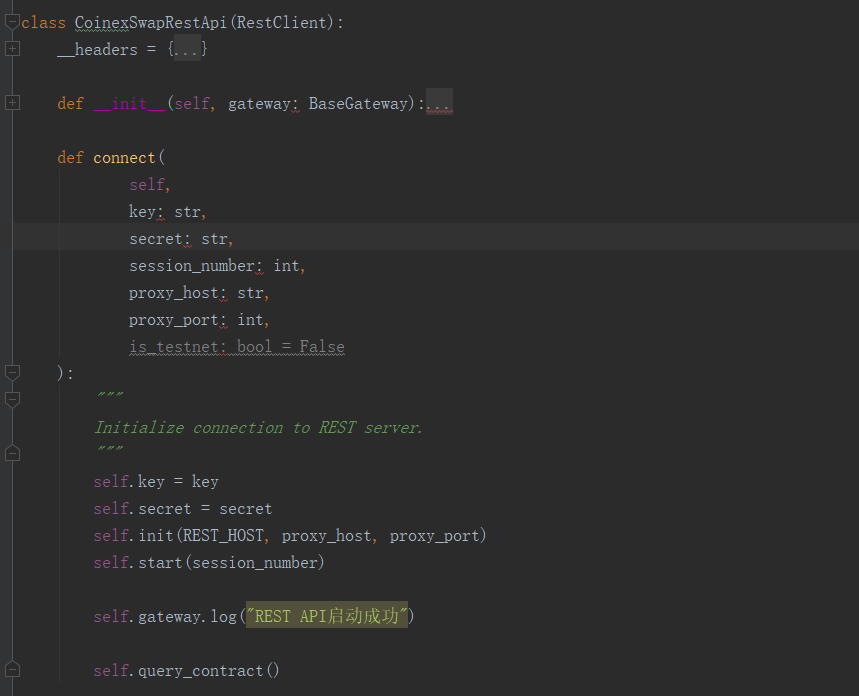 class CoinexSwapRestApi(RestClient):
    __headers = {...}
    def __init__(self, gateway: BaseGateway):...
    def connect(
            self,
            key: str,
            secret: str,
            session_number: int,
            proxy_host: str,
            proxy_port: int,
            is_testnet: bool = False
    ):
        """
        Initialize connection to REST server.
        """
        self.key = key
        self.secret = secret
        self.init(REST_HOST, proxy_host, proxy_port)
        self.start(session_number)
        self.gateway.log("REST API启动成功")
        self.query_contract()